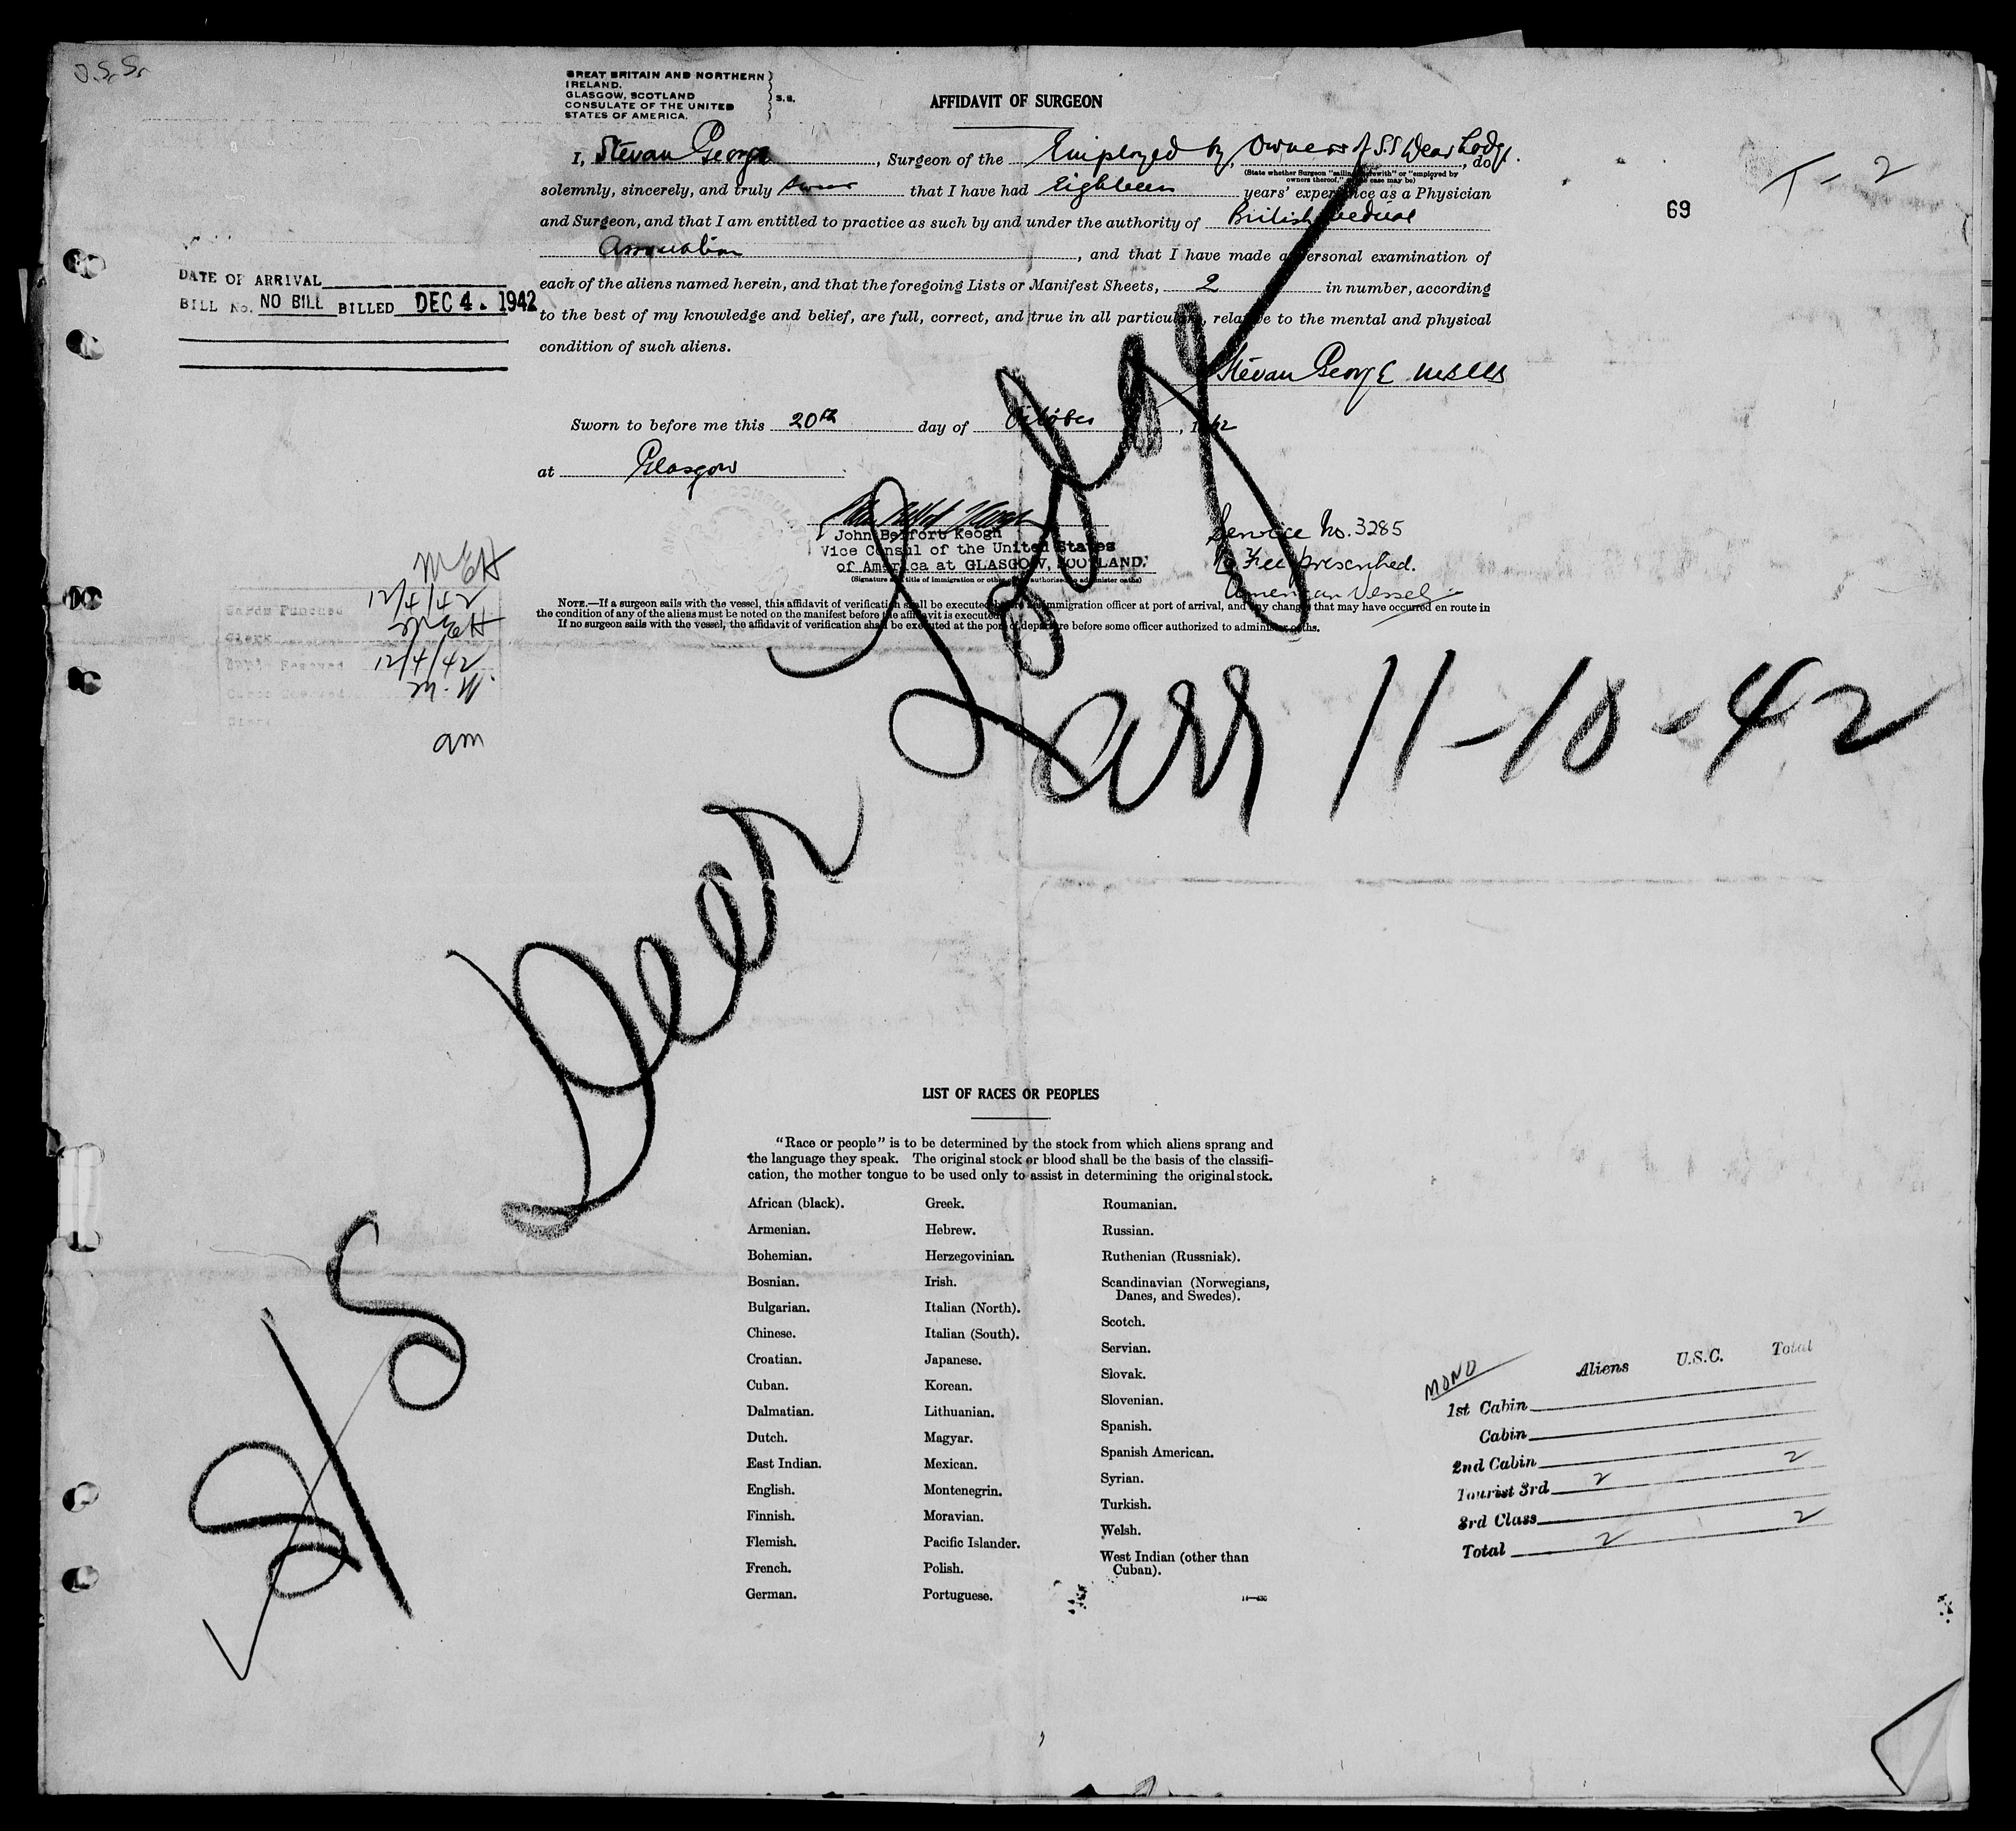 GREAT BRITAIN AND NORTHERN
IRELAND.
GLASGOW, SCOTLAND
CONSULATE OF THE UNITED
STATES OF AMERICA.
S.S.
AFFIDAVIT OF SURGEON
I, Stevan George, Surgeon of the Employed by Owners of S.S Dear Lodge, do
(State whether Surgeon "sailing therewith" or "employed by
owners thereof," as the case may be)
solemnly, sincerely, and truly swear that I have had Eighteen years' experience as a Physician
and Surgeon, and that I am entitled to practice as such by and under the authority of British Medical
Association, and that I have made a personal examination of
each of the aliens named herein, and that the foregoing Lists or Manifest Sheets, 2 in number, according
to the best of my knowledge and belief, are full, correct, and true in all particulars, relative to the mental and physical
condition of such aliens.
Stevan George
Sworn to before me this 20th day of October, 1942
at Glasgow
John Belfort Keogh
Vice Consul of the United States
of America at GLASGOW, SCOTLAND.
(Signature and title of immigration or other officer authorised to administer oaths)
Service No. 3285
No Fee prescribed.
American Vessel
NOTE.—If a surgeon sails with the vessel, this affidavit of verification shall be executed before an immigration officer at port of arrival, and any change that may have occurred en route in
the condition of any of the aliens must be noted on the manifest before the affidavit is executed.
If no surgeon sails with the vessel, the affidavit of verification shall be executed at the port of departure before some officer authorized to administer oaths.
T-2
69
DATE OF ARRIVAL
BILL No. NO BILL BILLED DEC 4. 1942
Cards Punched
12/4/42
Clerk
12/4/42
am
S/S Deer Lodge
arr 11-10-42
LIST OF RACES OR PEOPLES
"Race or people" is to be determined by the stock from which aliens sprang and
the language they speak. The original stock or blood shall be the basis of the classifi-
cation, the mother tongue to be used only to assist in determining the original stock.
African (black).
Armenian.
Bohemian.
Bosnian.
Bulgarian.
Chinese.
Croatian.
Cuban.
Dalmatian.
Dutch.
East Indian.
English.
Finnish.
Flemish.
French.
German.
Greek.
Hebrew.
Herzegovinian.
Irish.
Italian (North).
Italian (South).
Japanese.
Korean.
Lithuanian.
Magyar.
Mexican.
Montenegrin.
Moravian.
Pacific Islander.
Polish.
Portuguese.
Roumanian.
Russian.
Ruthenian (Russniak).
Scandinavian (Norwegians,
Danes, and Swedes).
Scotch.
Servian.
Slovak.
Slovenian.
Spanish.
Spanish American.
Syrian.
Turkish.
Welsh.
West Indian (other than
Cuban).
MONO
Aliens U.S.C. Total
1st Cabin
Cabin
2nd Cabin
Tourist 3rd 2 2
3rd Class
Total 2 2